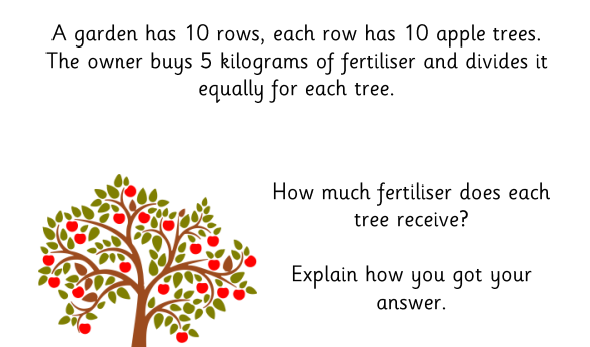 A garden has 10 rows, each row has 10 apple trees.
The owner buys 5 kilograms of fertiliser and divides it
equally for each tree.
How much fertiliser does each
tree receive?
Explain how you got your
answer.